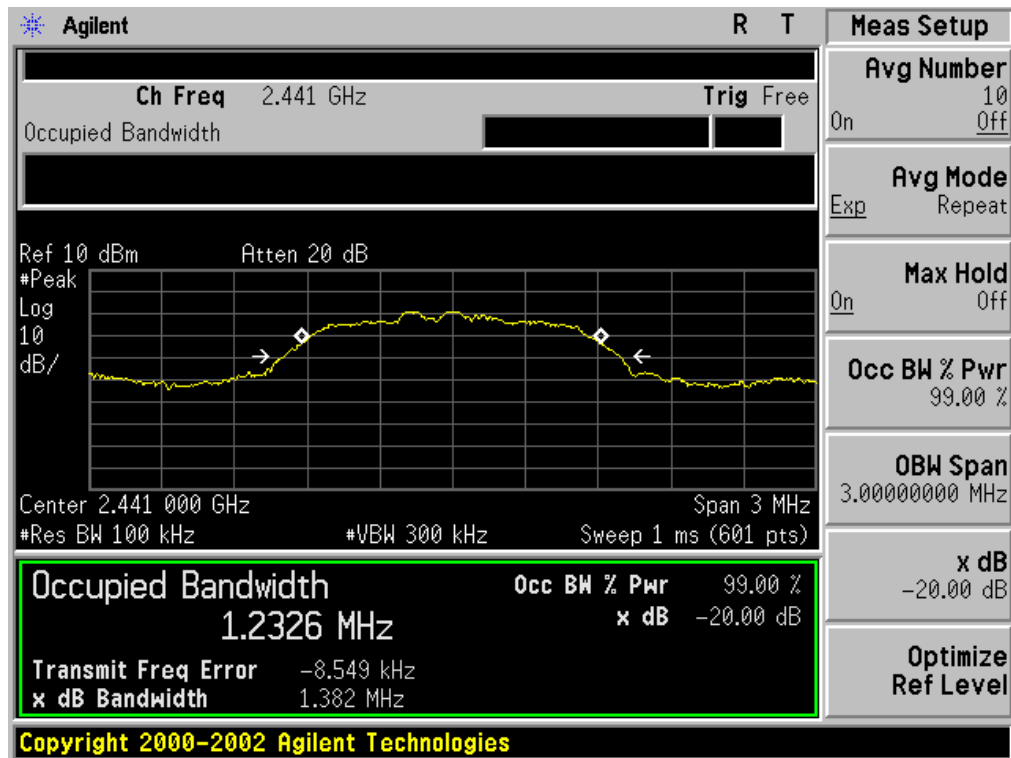 Agilent R T
Ch Freq 2.441 GHz Trig Free
Occupied Bandwidth
Ref 10 dBm Atten 20 dB
#Peak
Log
10
dB/
Center 2.441 000 GHz Span 3 MHz
#Res BW 100 kHz #VBW 300 kHz Sweep 1 ms (601 pts)
Occupied Bandwidth Occ BW % Pwr 99.00 %
1.2326 MHz x dB -20.00 dB
Transmit Freq Error -8.549 kHz
x dB Bandwidth 1.382 MHz
Copyright 2000-2002 Agilent Technologies
Meas Setup
Avg Number
10
On Off
Avg Mode
Exp Repeat
Max Hold
On Off
Occ BW % Pwr
99.00 %
OBW Span
3.00000000 MHz
x dB
-20.00 dB
Optimize
Ref Level